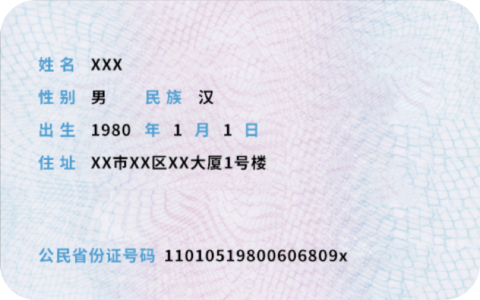 姓名 XXX
性别 男 民族 汉
出生 1980 年 1 月 1 日
住址 XX市XX区XX大厦1号楼
公民省份证号码 11010519800606809x